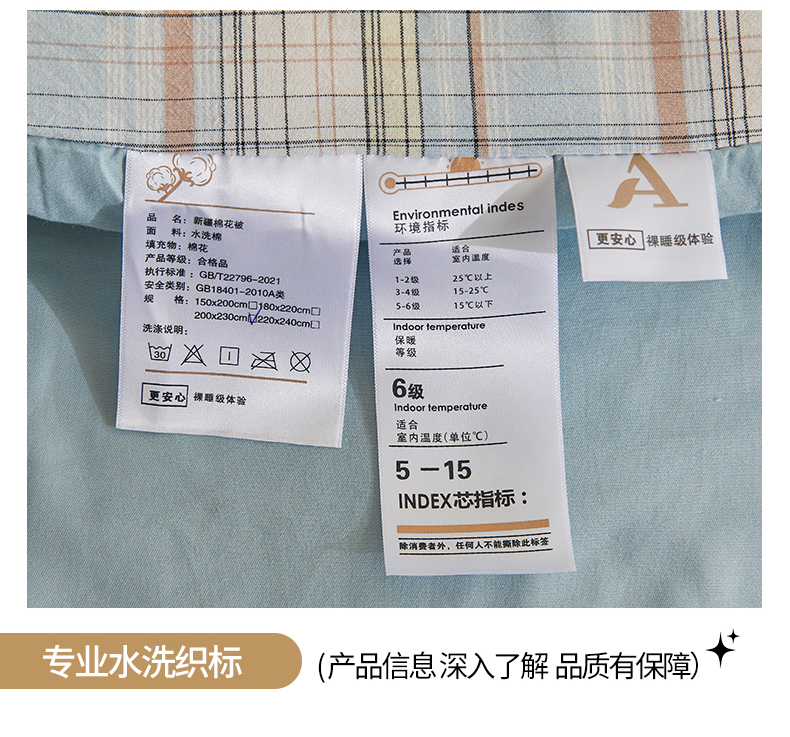 品 名：新疆棉花被
面 料：水洗棉
填充物：棉花
产品等级：合格品
执行标准：GB/T22796-2021
安全类别：GB18401-2010A类
规 格：150x200cm□180x220cm□
200x230cm☑220x240cm□
洗涤说明：
30
更安心 裸睡级体验
Environmental indes
环境指标
产品选择 适合室内温度
1-2级 25℃以上
3-4级 15-25℃
5-6级 15℃以下
Indoor temperature
保暖
等级
6级
Indoor temperature
适合
室内温度(单位℃)
5－15
INDEX芯指标：
除消费者外，任何人不能撕除此标签
A
更安心 裸睡级体验
专业水洗织标
(产品信息 深入了解 品质有保障)